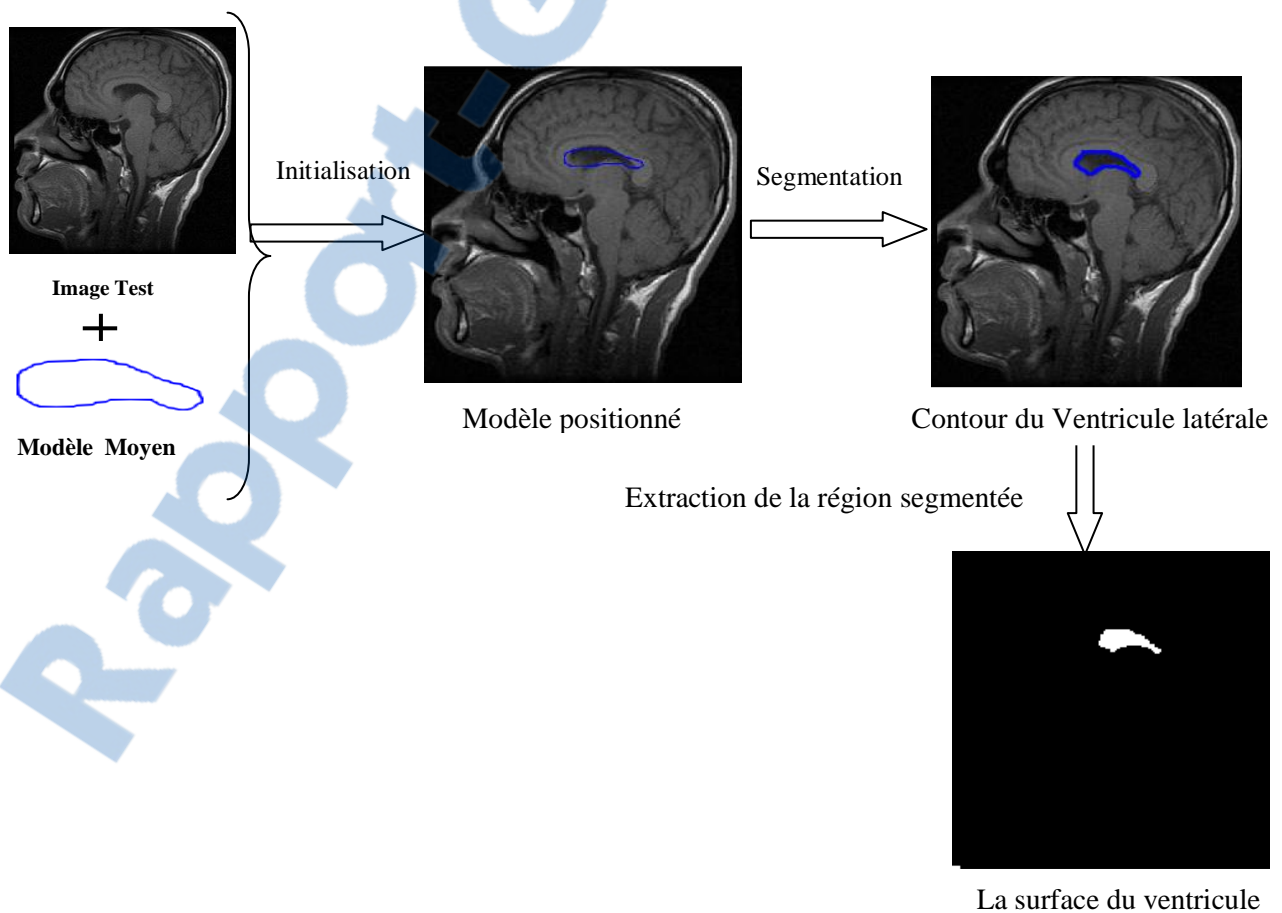 Initialisation
Segmentation
Image Test
+
Modèle Moyen
Modèle positionné
Contour du Ventricule latérale
Extraction de la région segmentée
La surface du ventricule
Rapport-